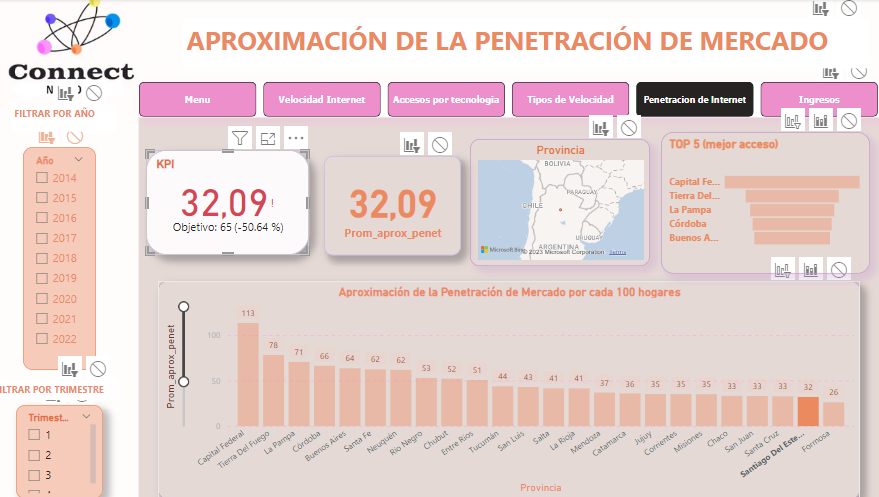 Connect
APROXIMACIÓN DE LA PENETRACIÓN DE MERCADO
Menu
Velocidad Internet
Accesos por tecnologia
Tipos de Velocidad
Penetracion de Internet
Ingresos
FILTRAR POR AÑO
Año
2014
2015
2016
2017
2018
2019
2020
2021
2022
ILTRAR POR TRIMESTRE
Trimest...
1
2
3
KPI
32,09!
Objetivo: 65 (-50.64 %)
32,09
Prom_aprox_penet
Provincia
BOLIVIA
PARAGUAY
CHILE
URUGUAY
ARGENTINA
Microsoft Bing
© 2023 Microsoft Corporation
Terms
TOP 5 (mejor acceso)
Capital Fe...
Tierra Del...
La Pampa
Córdoba
Buenos A...
Aproximación de la Penetración de Mercado por cada 100 hogares
Prom_aprox_penet
100
50
0
113
78
71
66
64
62
62
53
52
51
44
43
41
41
37
36
35
35
35
33
33
33
32
26
Capital Federal
Tierra Del Fuego
La Pampa
Córdoba
Buenos Aires
Santa Fe
Neuquén
Río Negro
Chubut
Entre Rios
Tucumán
San Luis
Salta
La Rioja
Mendoza
Catamarca
Jujuy
Corrientes
Misiones
Chaco
San Juan
Santa Cruz
Santiago Del Este...
Formosa
Provincia